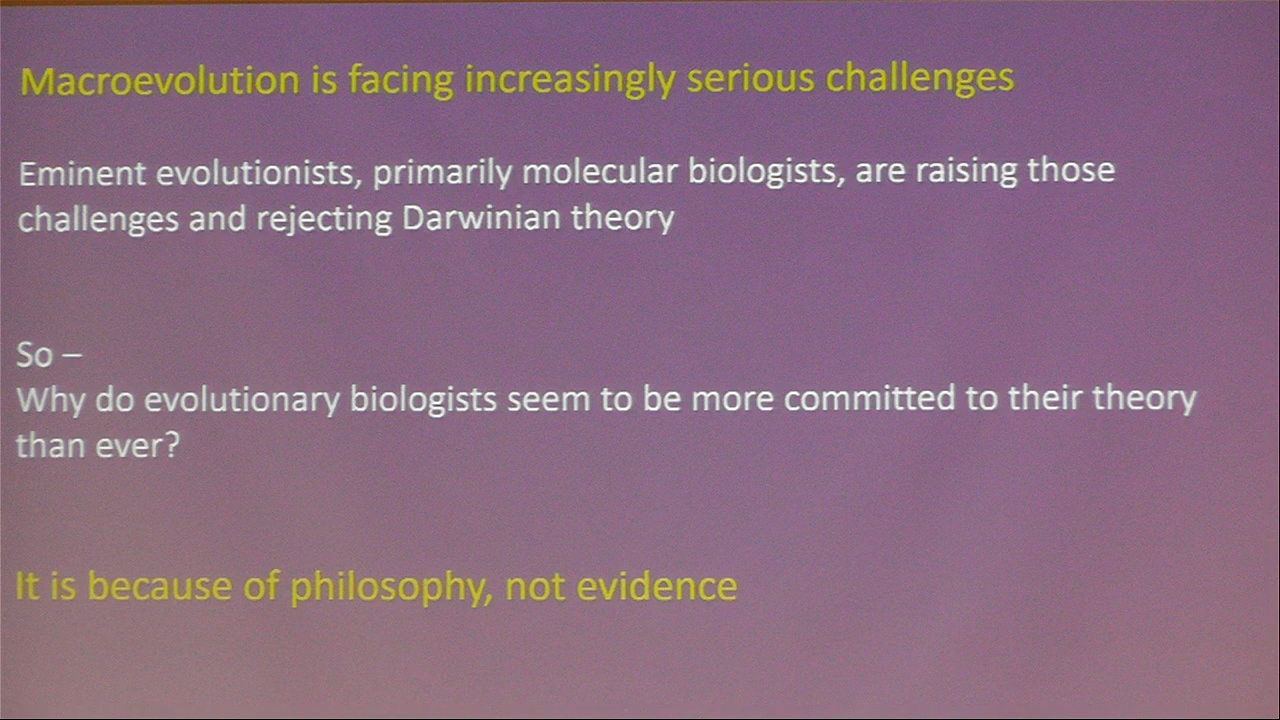 Macroevolution is facing increasingly serious challenges
Eminent evolutionists, primarily molecular biologists, are raising those
challenges and rejecting Darwinian theory
So –
Why do evolutionary biologists seem to be more committed to their theory
than ever?
It is because of philosophy, not evidence